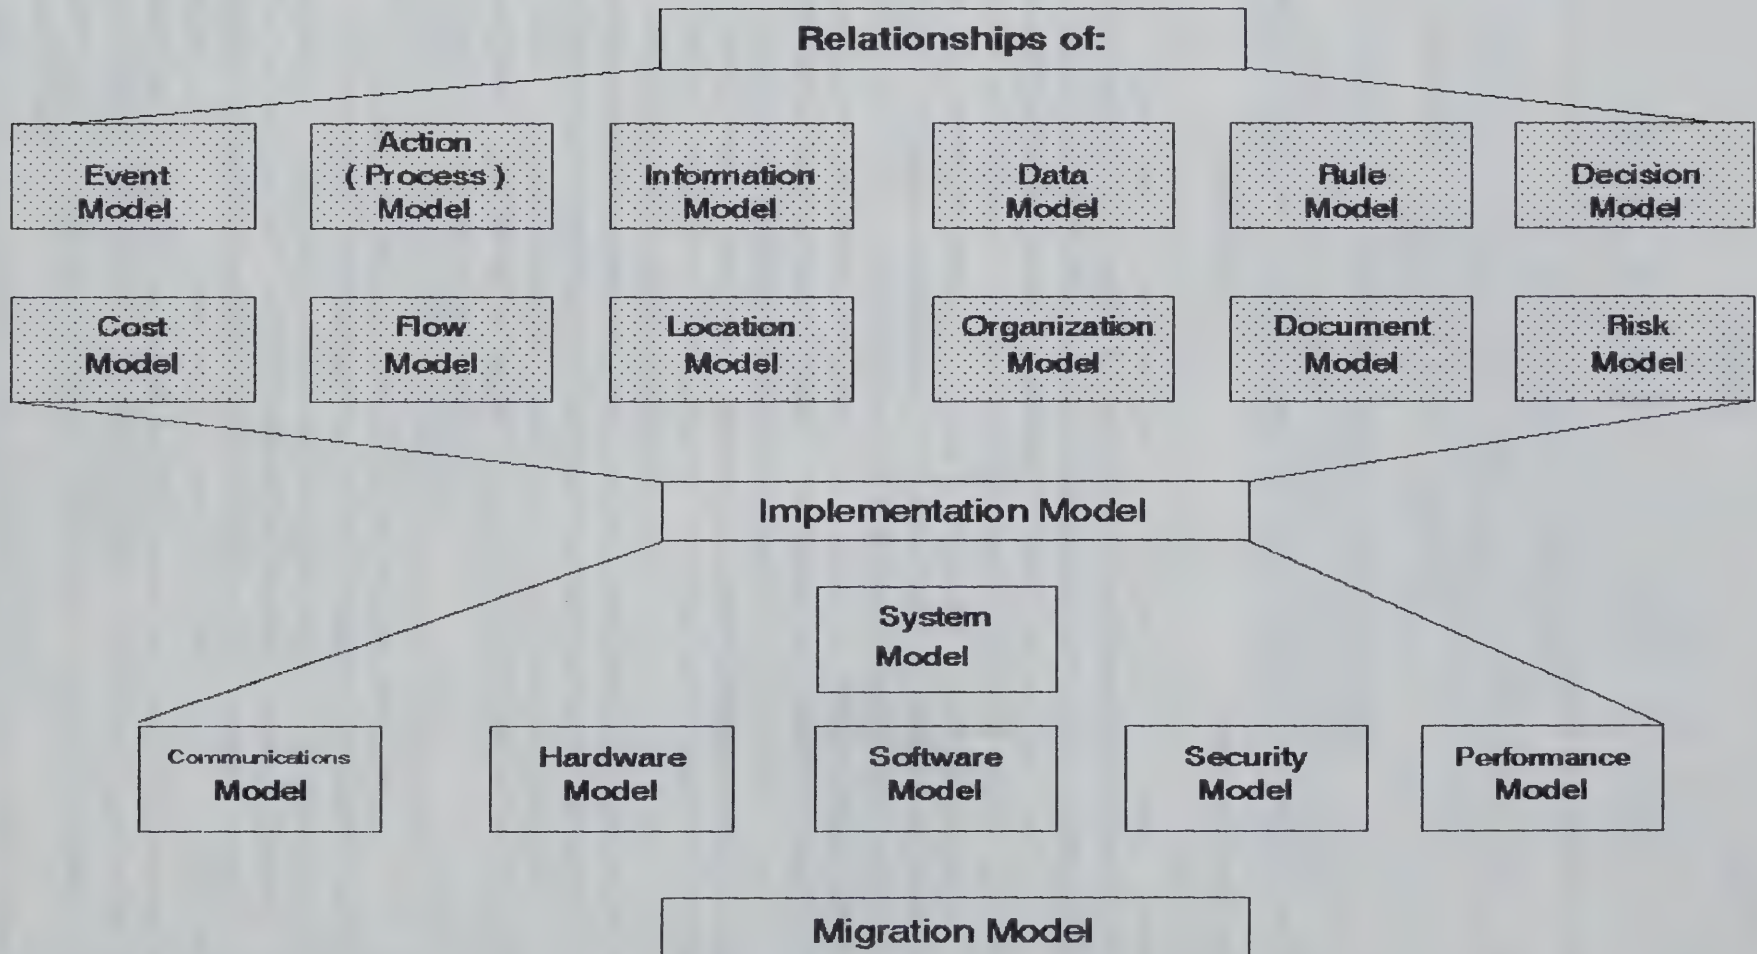 Relationships of:
Event
Model
Action
( Process )
Model
Information
Model
Data
Model
Rule
Model
Decision
Model
Cost
Model
Flow
Model
Location
Model
Organization
Model
Document
Model
Risk
Model
Implementation Model
System
Model
Communications
Model
Hardware
Model
Software
Model
Security
Model
Performance
Model
Migration Model